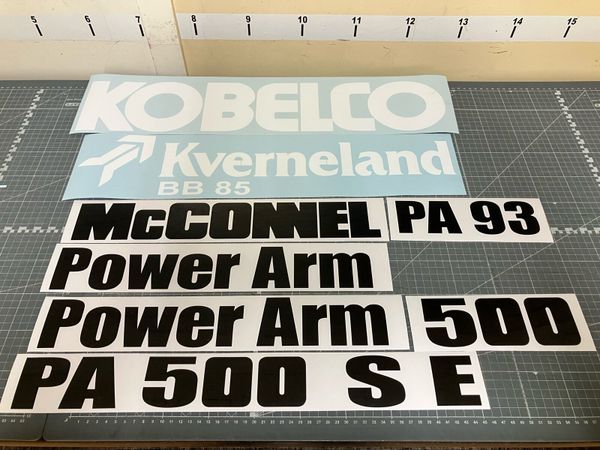 5 6 7 8 9 10 11 12 13 14 15
KOBELCO
Kverneland
BB 85
McCONNEL PA 93
Power Arm
Power Arm 500
PA 500 S E